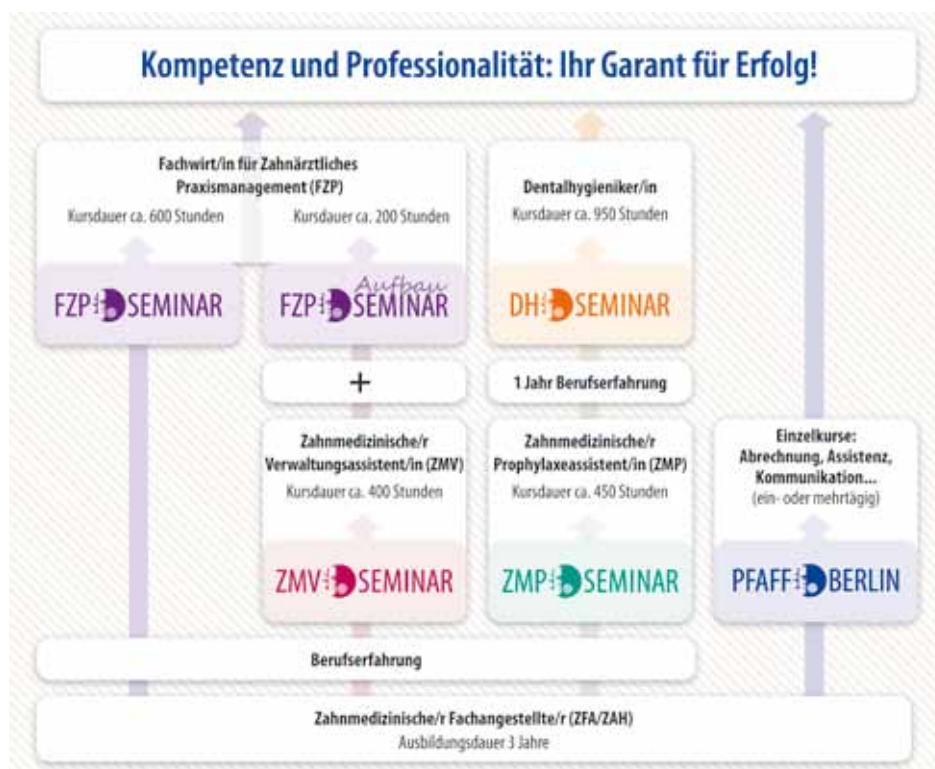 Kompetenz und Professionalität: Ihr Garant für Erfolg!
Fachwirt/in für Zahnärztliches
Praxismanagement (FZP)
Kursdauer ca. 600 Stunden
Kursdauer ca. 200 Stunden
FZP SEMINAR
Aufbau
FZP SEMINAR
Dentalhygieniker/in
Kursdauer ca. 950 Stunden
DH SEMINAR
+
1 Jahr Berufserfahrung
Zahnmedizinische/r
Verwaltungsassistent/in (ZMV)
Kursdauer ca. 400 Stunden
ZMV SEMINAR
Zahnmedizinische/r
Prophylaxeassistent/in (ZMP)
Kursdauer ca. 450 Stunden
ZMP SEMINAR
Einzelkurse:
Abrechnung, Assistenz,
Kommunikation...
(ein- oder mehrtägig)
PFAFF BERLIN
Berufserfahrung
Zahnmedizinische/r Fachangestellte/r (ZFA/ZAH)
Ausbildungsdauer 3 Jahre